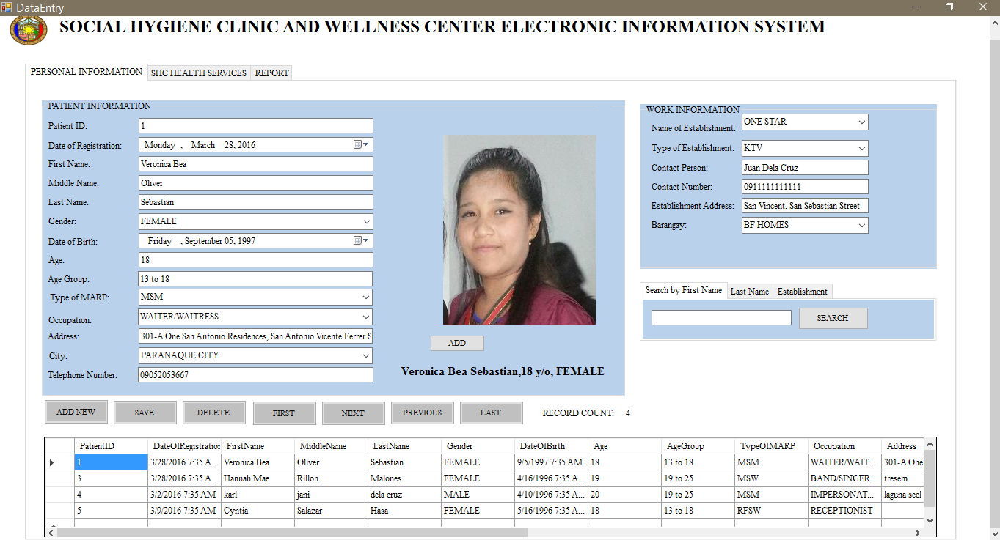 DataEntry
SOCIAL HYGIENE CLINIC AND WELLNESS CENTER ELECTRONIC INFORMATION SYSTEM
PERSONAL INFORMATION SHC HEALTH SERVICES REPORT
PATIENT INFORMATION
Patient ID: 1
Date of Registration: Monday , March 28, 2016
First Name: Veronica Bea
Middle Name: Oliver
Last Name: Sebastian
Gender: FEMALE
Date of Birth: Friday , September 05, 1997
Age: 18
Age Group: 13 to 18
Type of MARP: MSM
Occupation: WAITER/WAITRESS
Address: 301-A One San Antonio Residences, San Antonio Vicente Ferrer S
City: PARANAQUE CITY
Telephone Number: 09052053667
ADD
Veronica Bea Sebastian,18 y/o, FEMALE
WORK INFORMATION
Name of Establishment: ONE STAR
Type of Establishment: KTV
Contact Person: Juan Dela Cruz
Contact Number: 0911111111111
Establishment Address: San Vincent, San Sebastian Street
Barangay: BF HOMES
Search by First Name Last Name Establishment
SEARCH
ADD NEW SAVE DELETE FIRST NEXT PREVIOUS LAST RECORD COUNT: 4
PatientID DateOfRegistration FirstName MiddleName LastName Gender DateOfBirth Age AgeGroup TypeOfMARP Occupation Address
1 3/28/2016 7:35 A... Veronica Bea Oliver Sebastian FEMALE 9/5/1997 7:35 AM 18 13 to 18 MSM WAITER/WAIT... 301-A One
3 3/28/2016 7:35 A... Hannah Mae Rillon Malones FEMALE 4/16/1996 7:35 A... 19 19 to 25 MSW BAND/SINGER tresem
4 3/2/2016 7:35 AM karl jani dela cruz MALE 4/10/1996 7:35 A... 20 19 to 25 MSM IMPERSONAT... laguna seel
5 3/9/2016 7:35 AM Cyntia Salazar Hasa FEMALE 5/16/1996 7:35 A... 18 13 to 18 RFSW RECEPTIONIST